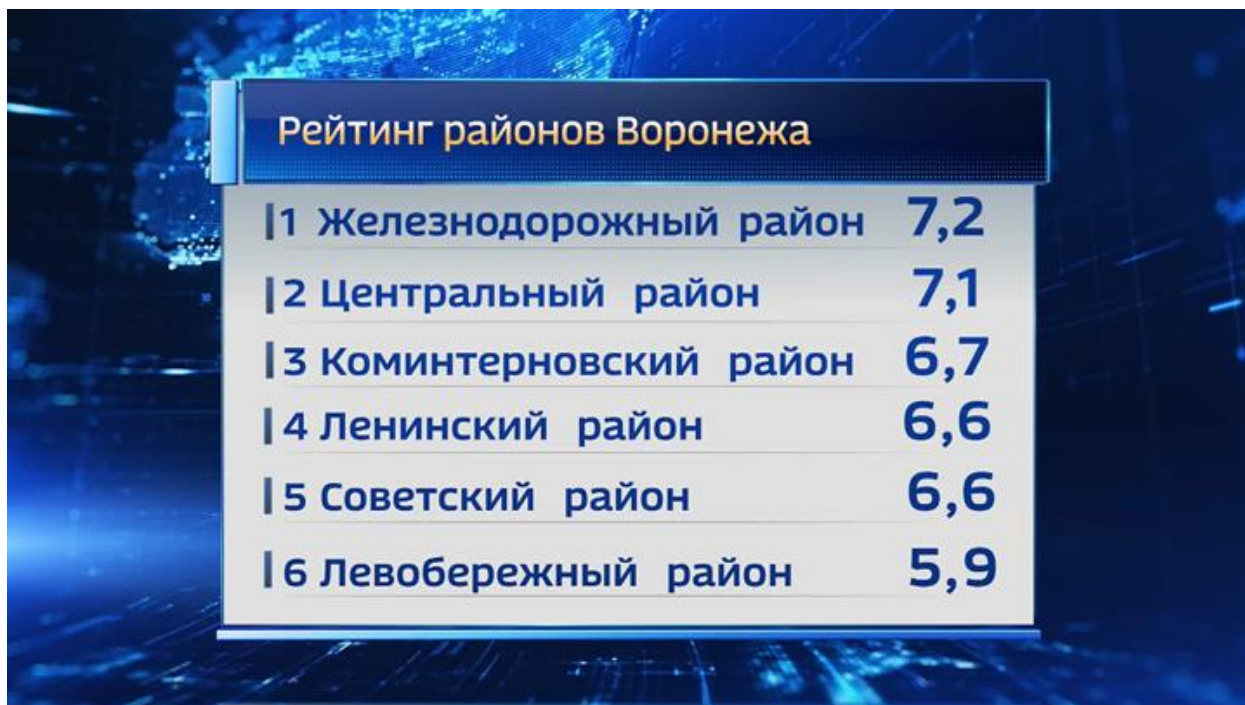 Рейтинг районов Воронежа
1 Железнодорожный район 7,2
2 Центральный район 7,1
3 Коминтерновский район 6,7
4 Ленинский район 6,6
5 Советский район 6,6
6 Левобережный район 5,9